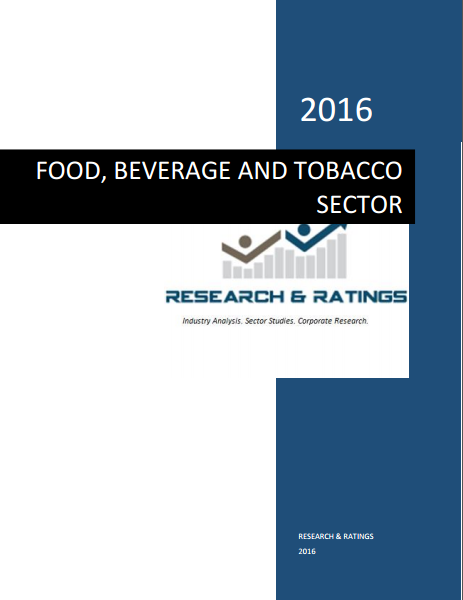 2016
FOOD, BEVERAGE AND TOBACCO
SECTOR
RESEARCH & RATINGS
Industry Analysis. Sector Studies. Corporate Research.
RESEARCH & RATINGS
2016